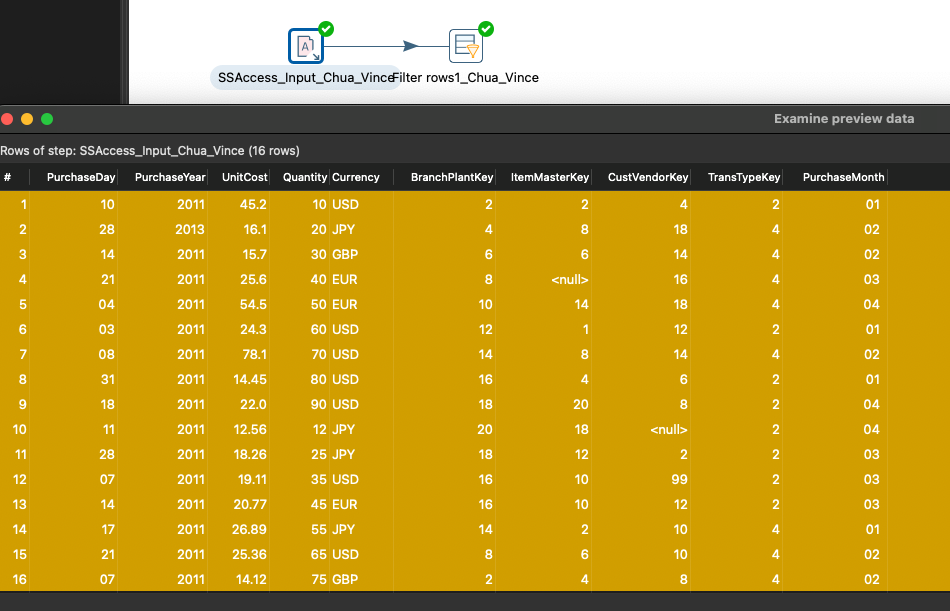 A
SSAccess_Input_Chua_Vince
Filter rows1_Chua_Vince
Examine preview data
Rows of step: SSAccess_Input_Chua_Vince (16 rows)
# PurchaseDay PurchaseYear UnitCost Quantity Currency BranchPlantKey ItemMasterKey CustVendorKey TransTypeKey PurchaseMonth
1 10 2011 45.2 10 USD 2 2 4 2 01
2 28 2013 16.1 20 JPY 4 8 18 4 02
3 14 2011 15.7 30 GBP 6 6 14 4 02
4 21 2011 25.6 40 EUR 8 <null> 16 4 03
5 04 2011 54.5 50 EUR 10 14 18 4 04
6 03 2011 24.3 60 USD 12 1 12 2 01
7 08 2011 78.1 70 USD 14 8 14 4 02
8 31 2011 14.45 80 USD 16 4 6 2 01
9 18 2011 22.0 90 USD 18 20 8 2 04
10 11 2011 12.56 12 JPY 20 18 <null> 2 04
11 28 2011 18.26 25 JPY 18 12 2 2 03
12 07 2011 19.11 35 USD 16 10 99 2 03
13 14 2011 20.77 45 EUR 16 10 12 2 03
14 17 2011 26.89 55 JPY 14 2 10 4 01
15 21 2011 25.36 65 USD 8 6 10 4 02
16 07 2011 14.12 75 GBP 2 4 8 4 02